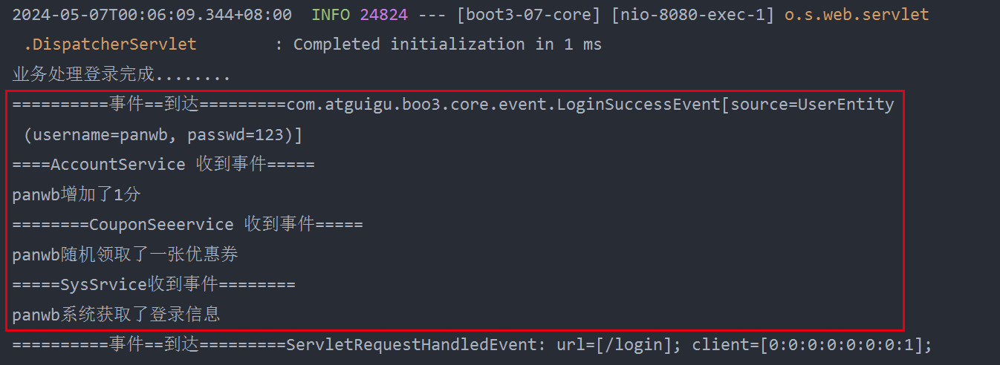 2024-05-07T00:06:09.344+08:00  INFO 24824 --- [boot3-07-core] [nio-8080-exec-1] o.s.web.servlet
.DispatcherServlet        : Completed initialization in 1 ms
业务处理登录完成........
==========事件==到达=========com.atguigu.boo3.core.event.LoginSuccessEvent[source=UserEntity
(username=panwb, passwd=123)]
====AccountService 收到事件=====
panwb增加了1分
========CouponSeeervice 收到事件=====
panwb随机领取了一张优惠券
=====SysSrvice收到事件========
panwb系统获取了登录信息
==========事件==到达=========ServletRequestHandledEvent: url=[/login]; client=[0:0:0:0:0:0:0:1];